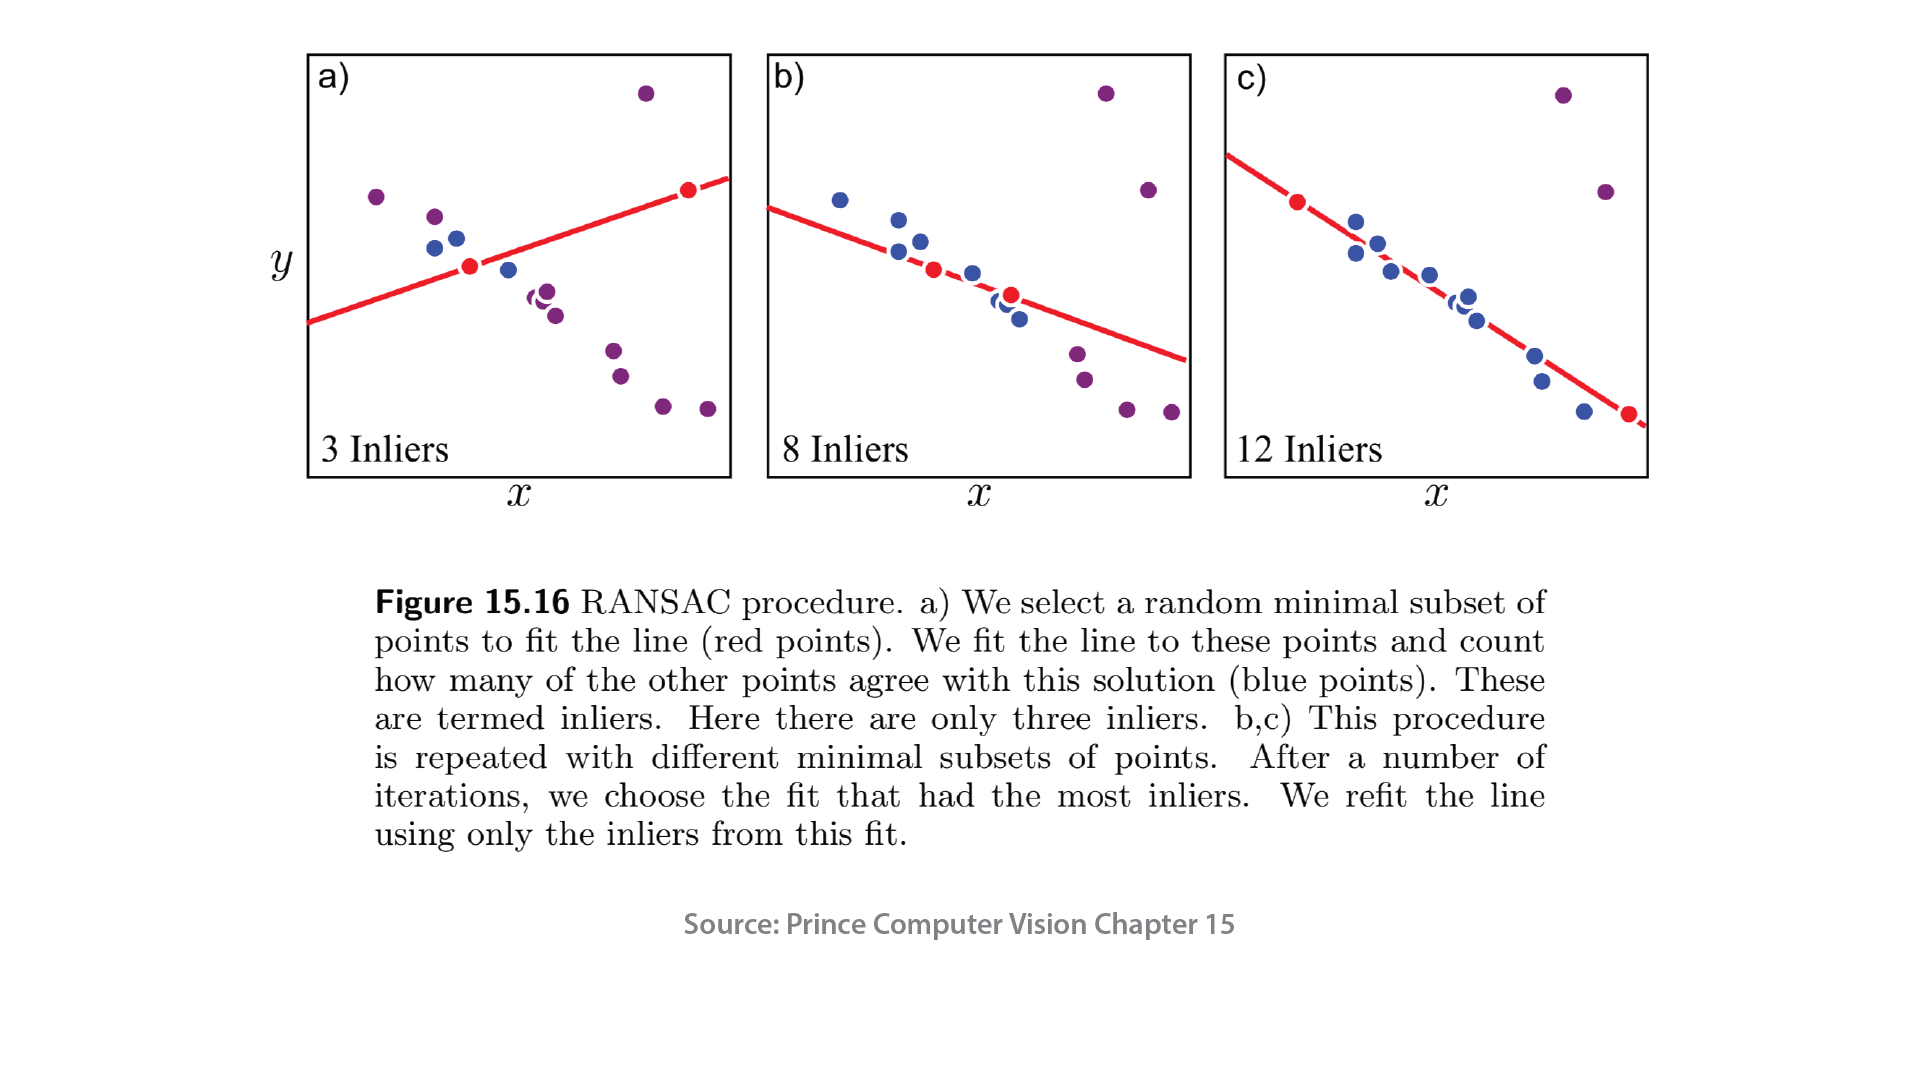 a)
b)
c)
y
3 Inliers
8 Inliers
12 Inliers
x
x
x
Figure 15.16 RANSAC procedure. a) We select a random minimal subset of
points to fit the line (red points). We fit the line to these points and count
how many of the other points agree with this solution (blue points). These
are termed inliers. Here there are only three inliers. b,c) This procedure
is repeated with different minimal subsets of points. After a number of
iterations, we choose the fit that had the most inliers. We refit the line
using only the inliers from this fit.
Source: Prince Computer Vision Chapter 15